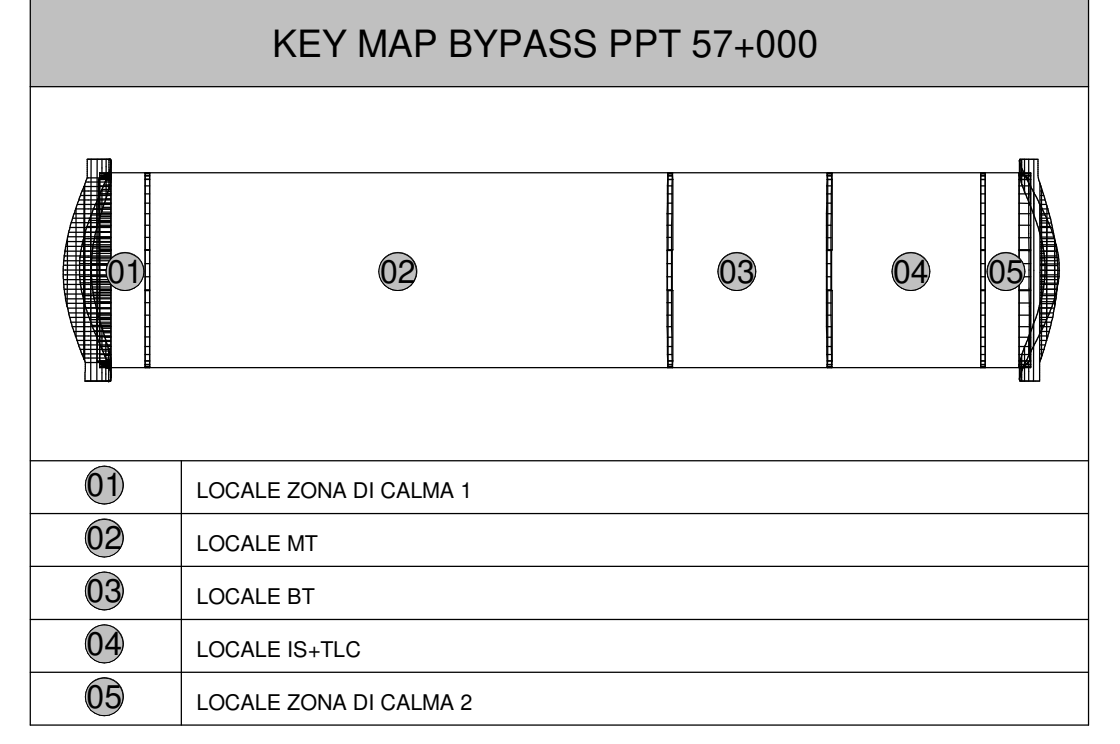 KEY MAP BYPASS PPT 57+000
01 02 03 04 05
01 LOCALE ZONA DI CALMA 1
02 LOCALE MT
03 LOCALE BT
04 LOCALE IS+TLC
05 LOCALE ZONA DI CALMA 2